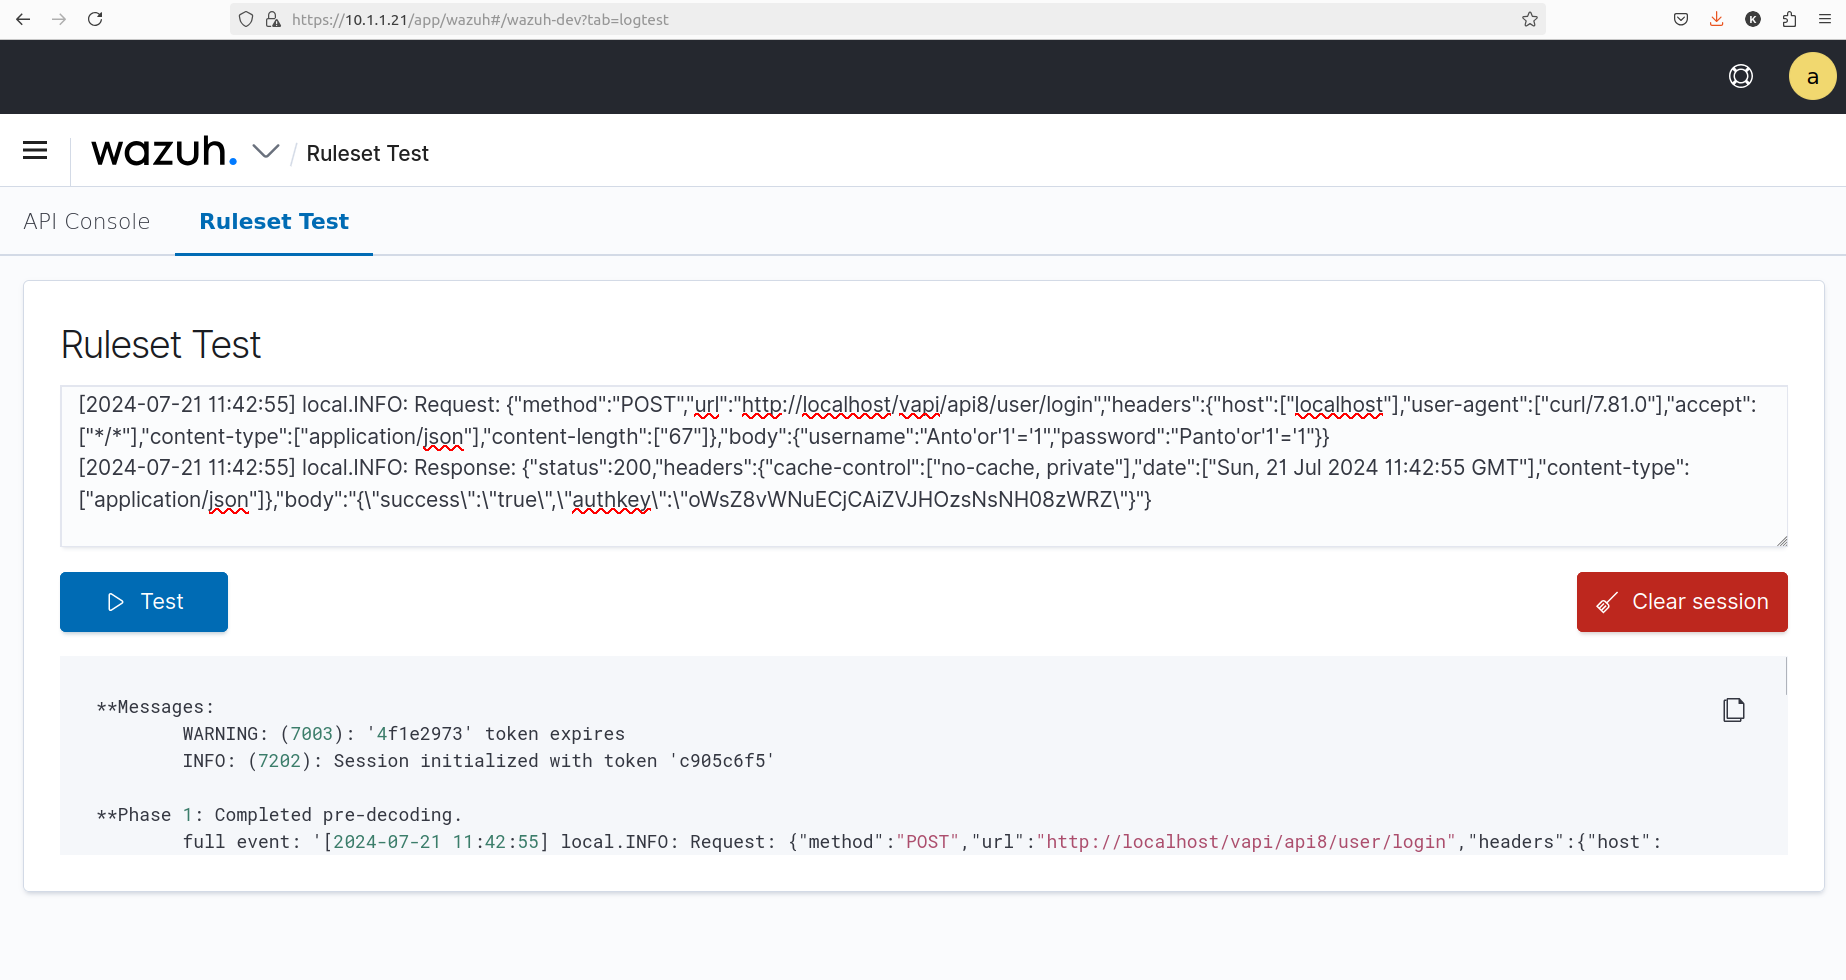 https://10.1.1.21/app/wazuh#/wazuh-dev?tab=logtest
K
a
wazuh. / Ruleset Test
API Console Ruleset Test
Ruleset Test
[2024-07-21 11:42:55] local.INFO: Request: {"method":"POST","url":"http://localhost/vapi/api8/user/login","headers":{"host":["localhost"],"user-agent":["curl/7.81.0"],"accept":
["*/*"],"content-type":["application/json"],"content-length":["67"]},"body":{"username":"Anto'or'1'='1","password":"Panto'or'1'='1"}}
[2024-07-21 11:42:55] local.INFO: Response: {"status":200,"headers":{"cache-control":["no-cache, private"],"date":["Sun, 21 Jul 2024 11:42:55 GMT"],"content-type":
["application/json"]},"body":"{\"success\":\"true\",\"authkey\":\"oWsZ8vWNuECjCAiZVJHOzsNsNH08zWRZ\"}"}
Test Clear session
**Messages:
WARNING: (7003): '4f1e2973' token expires
INFO: (7202): Session initialized with token 'c905c6f5'
**Phase 1: Completed pre-decoding.
full event: '[2024-07-21 11:42:55] local.INFO: Request: {"method":"POST","url":"http://localhost/vapi/api8/user/login","headers":{"host":